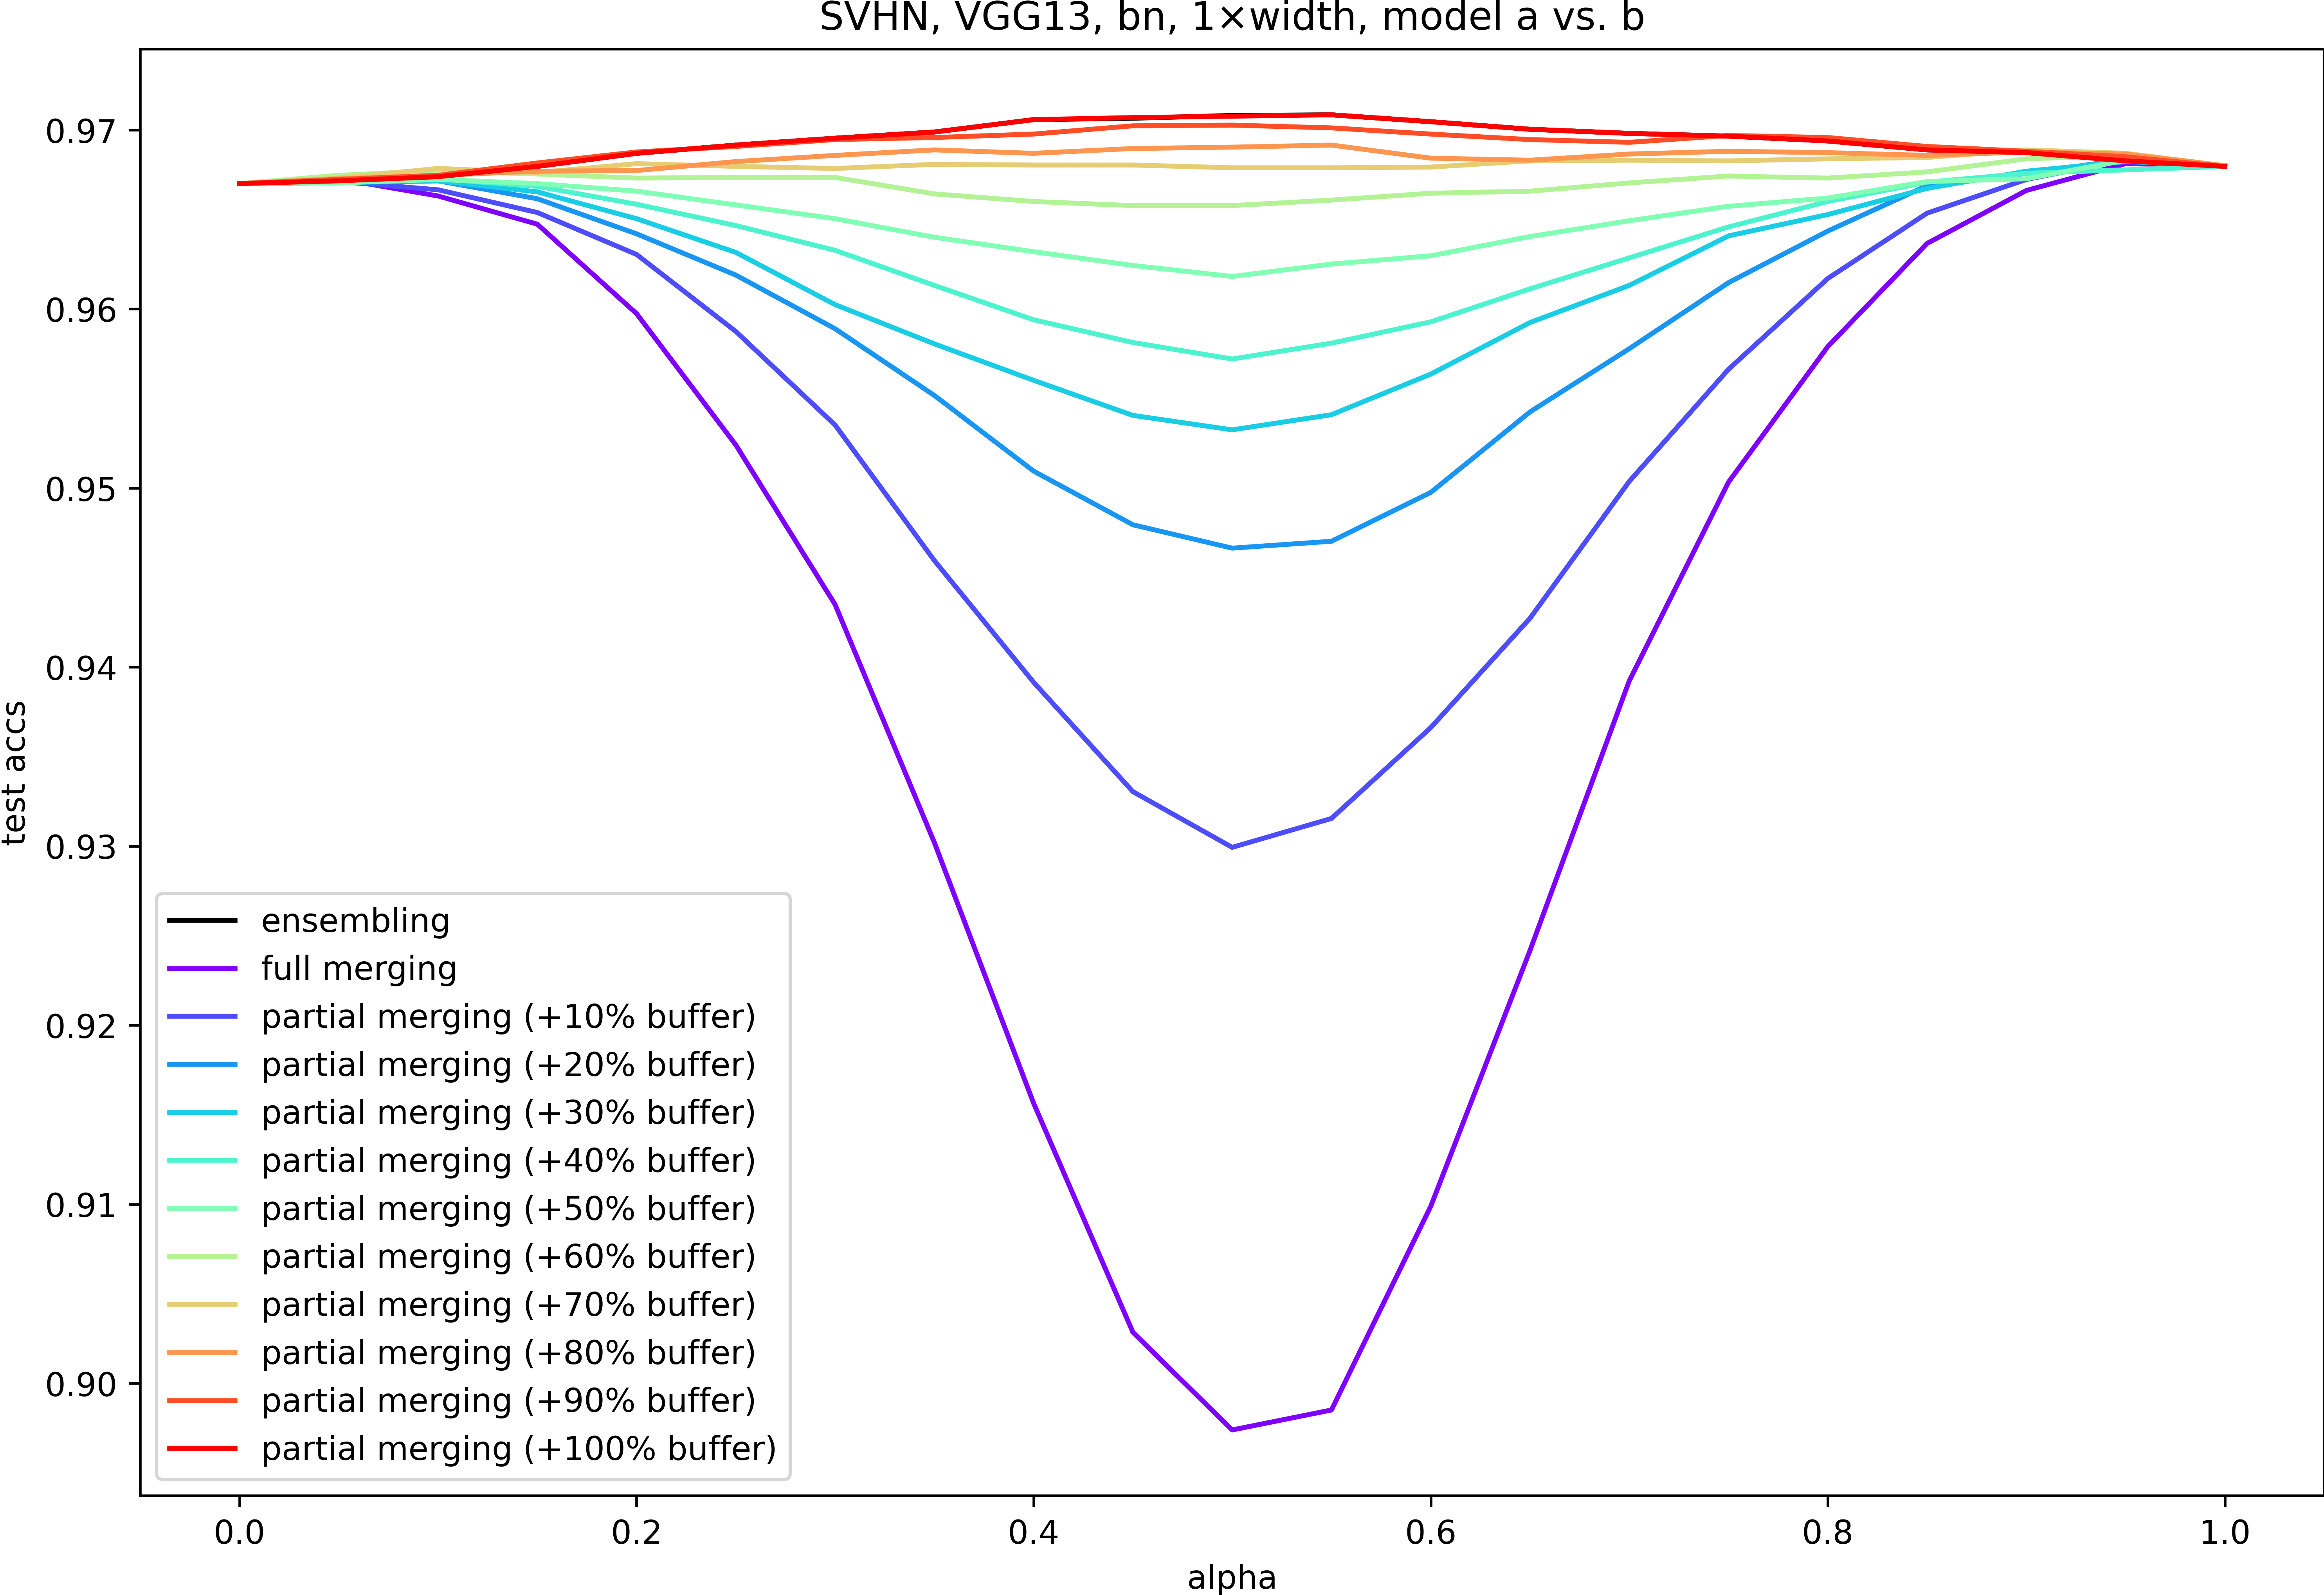 SVHN, VGG13, bn, 1×width, model a vs. b
test accs
0.97
0.96
0.95
0.94
0.93
0.92
0.91
0.90
ensembling
full merging
partial merging (+10% buffer)
partial merging (+20% buffer)
partial merging (+30% buffer)
partial merging (+40% buffer)
partial merging (+50% buffer)
partial merging (+60% buffer)
partial merging (+70% buffer)
partial merging (+80% buffer)
partial merging (+90% buffer)
partial merging (+100% buffer)
0.0 0.2 0.4 0.6 0.8 1.0
alpha